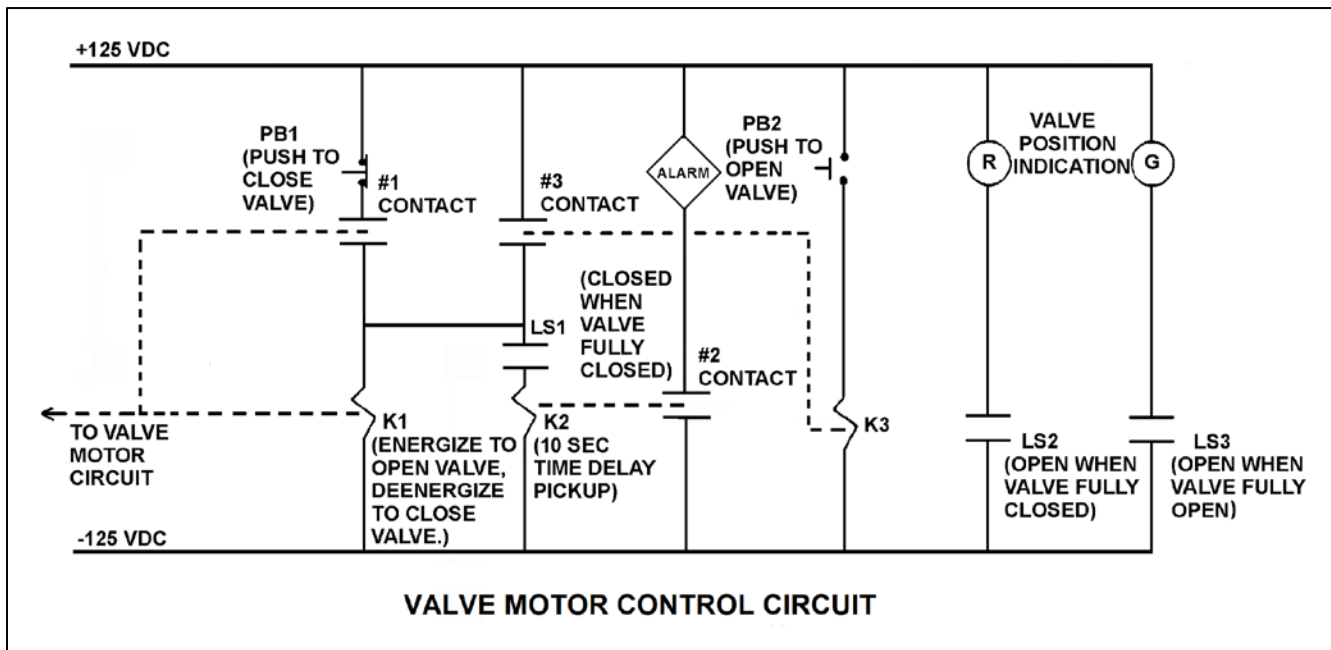 +125 VDC
PB1
(PUSH TO
CLOSE
VALVE)
#1
CONTACT
#3
CONTACT
ALARM
PB2
(PUSH TO
OPEN
VALVE)
R
VALVE
POSITION
INDICATION
G
(CLOSED
WHEN
VALVE
FULLY
CLOSED)
LS1
#2
CONTACT
TO VALVE
MOTOR
CIRCUIT
K1
(ENERGIZE TO
OPEN VALVE,
DEENERGIZE
TO CLOSE
VALVE.)
K2
(10 SEC
TIME DELAY
PICKUP)
K3
LS2
(OPEN WHEN
VALVE FULLY
CLOSED)
LS3
(OPEN WHEN
VALVE FULLY
OPEN)
-125 VDC
VALVE MOTOR CONTROL CIRCUIT